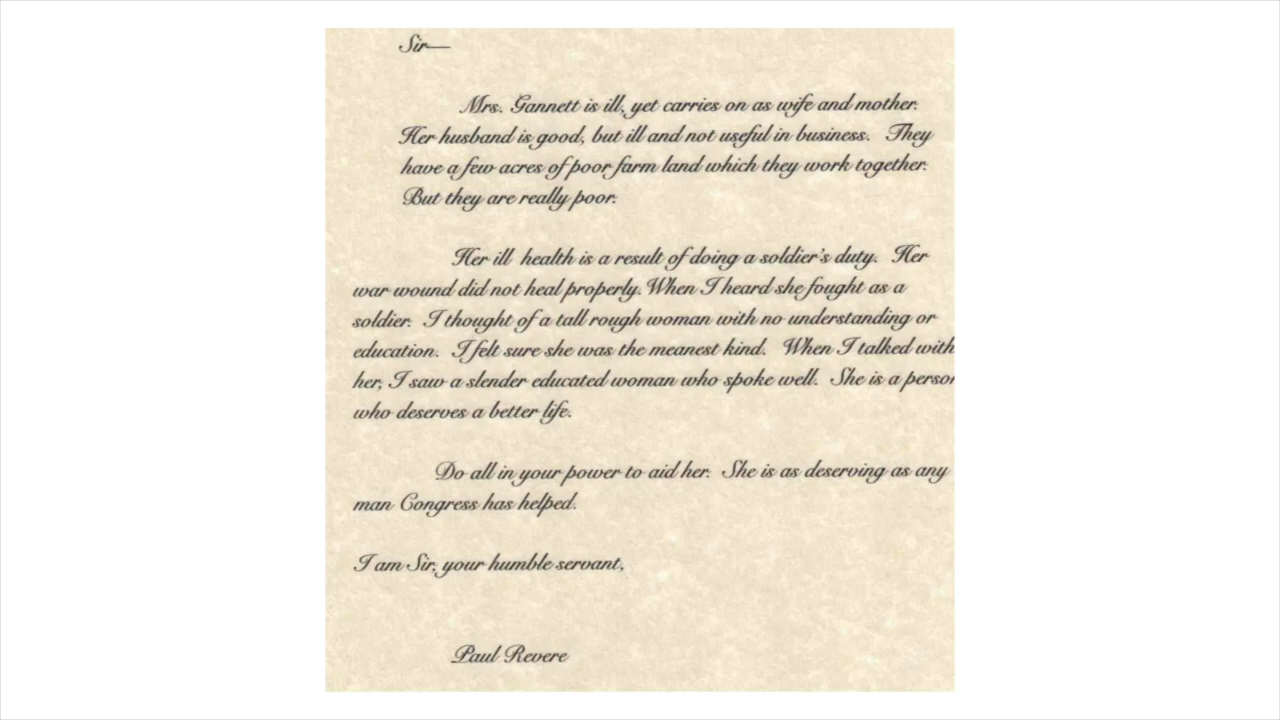 Sir—
Mrs. Gannett is ill, yet carries on as wife and mother.
Her husband is good, but ill and not useful in business. They
have a few acres of poor farm land which they work together.
But they are really poor.
Her ill health is a result of doing a soldier's duty. Her
war wound did not heal properly. When I heard she fought as a
soldier. I thought of a tall rough woman with no understanding or
education. I felt sure she was the meanest kind. When I talked with
her, I saw a slender educated woman who spoke well. She is a person
who deserves a better life.
Do all in your power to aid her. She is as deserving as any
man Congress has helped.
I am Sir, your humble servant,
Paul Revere